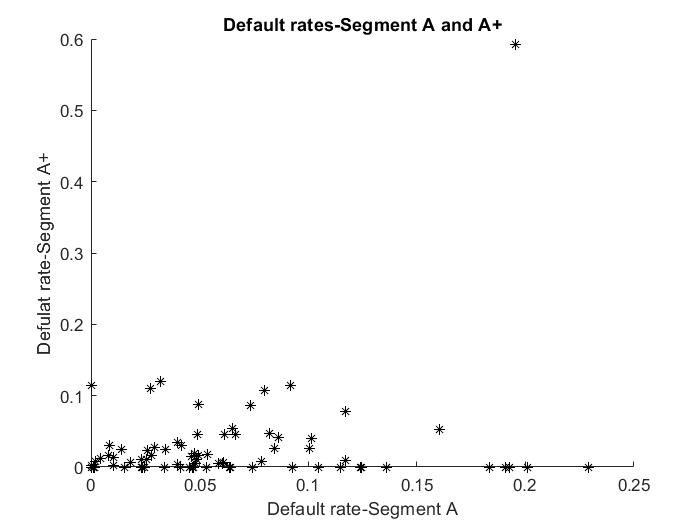 Default rates-Segment A and A+
0.6
0.5
0.4
0.3
0.2
0.1
0
Defulat rate-Segment A+
0 0.05 0.1 0.15 0.2 0.25
Default rate-Segment A